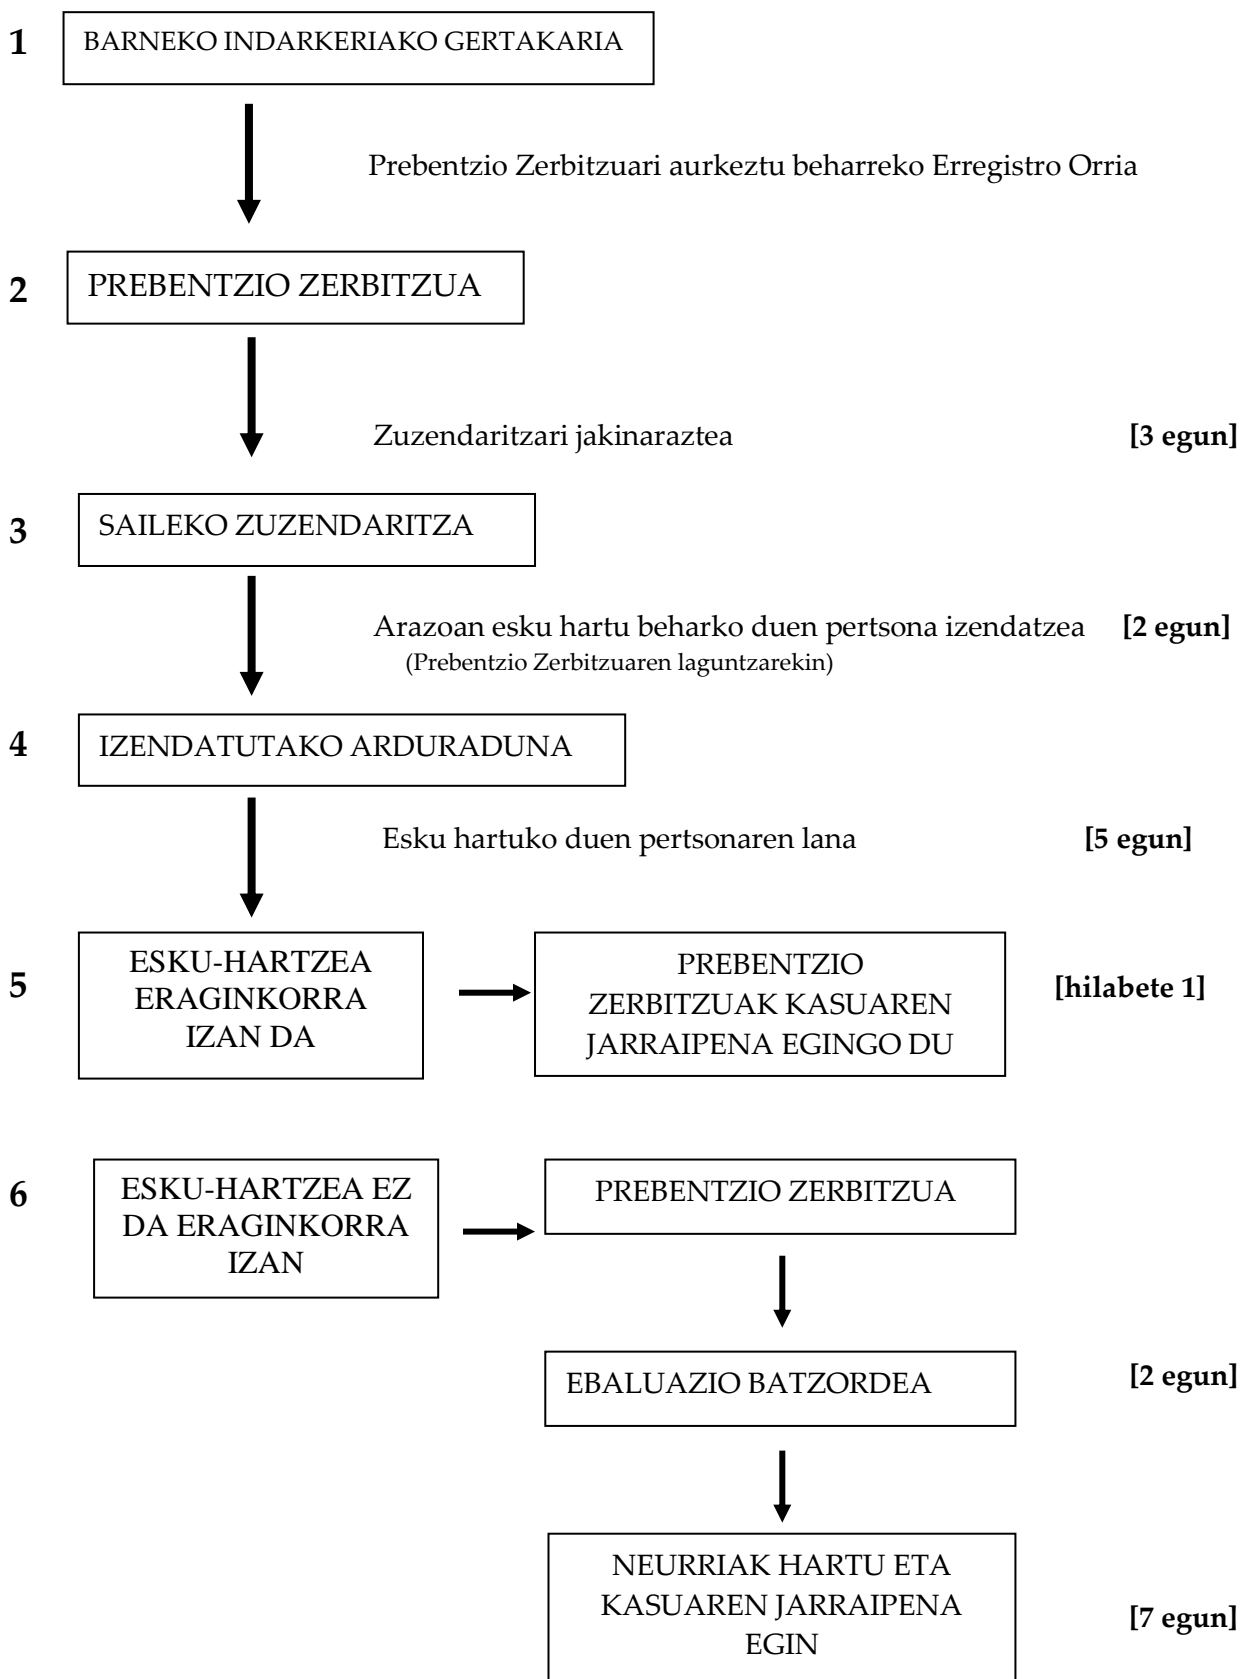 1 BARNEKO INDARKERIAKO GERTAKARIA
Prebentzio Zerbitzuari aurkeztu beharreko Erregistro Orria
2 PREBENTZIO ZERBITZUA
Zuzendaritzari jakinaraztea [3 egun]
3 SAILEKO ZUZENDARITZA
Arazoan esku hartu beharko duen pertsona izendatzea [2 egun]
(Prebentzio Zerbitzuaren laguntzarekin)
4 IZENDATUTAKO ARDURADUNA
Esku hartuko duen pertsonaren lana [5 egun]
5
ESKU-HARTZEA
ERAGINKORRA
IZAN DA
PREBENTZIO
ZERBITZUAK KASUAREN
JARRAIPENA EGINGO DU
[hilabete 1]
6
ESKU-HARTZEA EZ
DA ERAGINKORRA
IZAN
PREBENTZIO ZERBITZUA
EBALUAZIO BATZORDEA [2 egun]
NEURRIAK HARTU ETA
KASUAREN JARRAIPENA
EGIN
[7 egun]